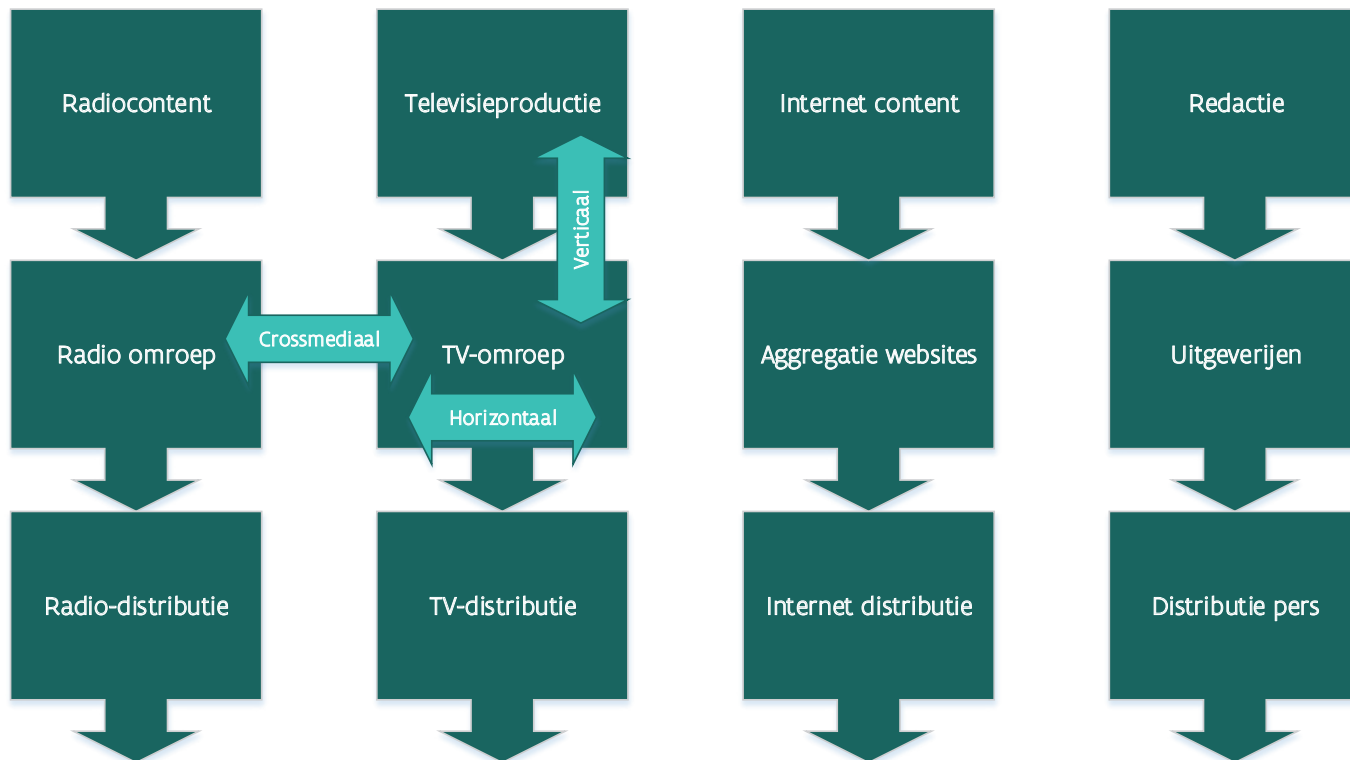 Radiocontent
Televisieproductie
Internet content
Redactie
Verticaal
Radio omroep
Crossmediaal
TV-omroep
Horizontaal
Aggregatie websites
Uitgeverijen
Radio-distributie
TV-distributie
Internet distributie
Distributie pers